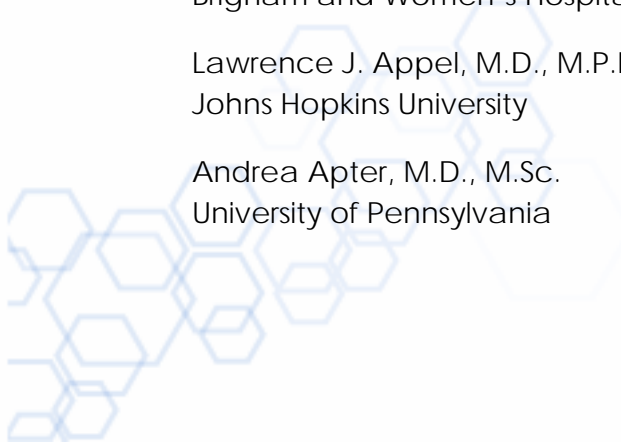 Brigham and Women's
Lawrence J. Appel, M.D.,
Johns Hopkins University
Andrea Apter, M.D., M.Sc.
University of Pennsylvania